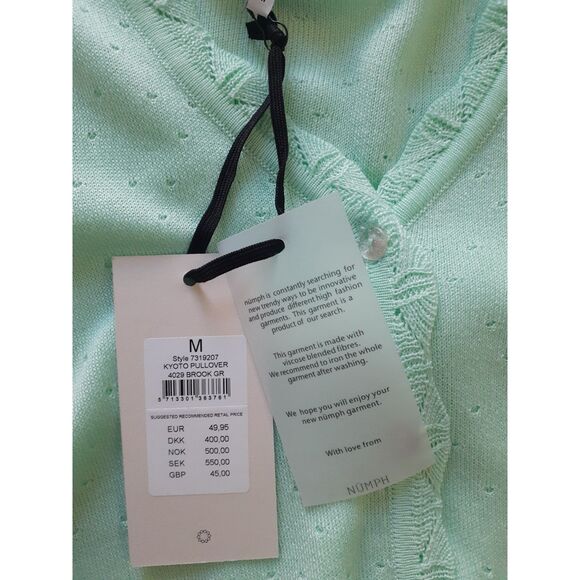 M
Style 7319207
KYOTO PULLOVER
4029 BROOK GR
5 713301 363761
SUGGESTED RECOMMENDED RETAIL PRICE
EUR 49,95
DKK 400,00
NOK 500,00
SEK 550,00
GBP 45,00
nümph is constantly searching for
new trendy ways to be innovative
and produce different high fashion
garments. This garment is a
product of our search.
This garment is made with
viscose blended fibres.
We recommend to iron the whole
garment after washing.
We hope you will enjoy your
new nümph garment.
With love from
NÜMPH